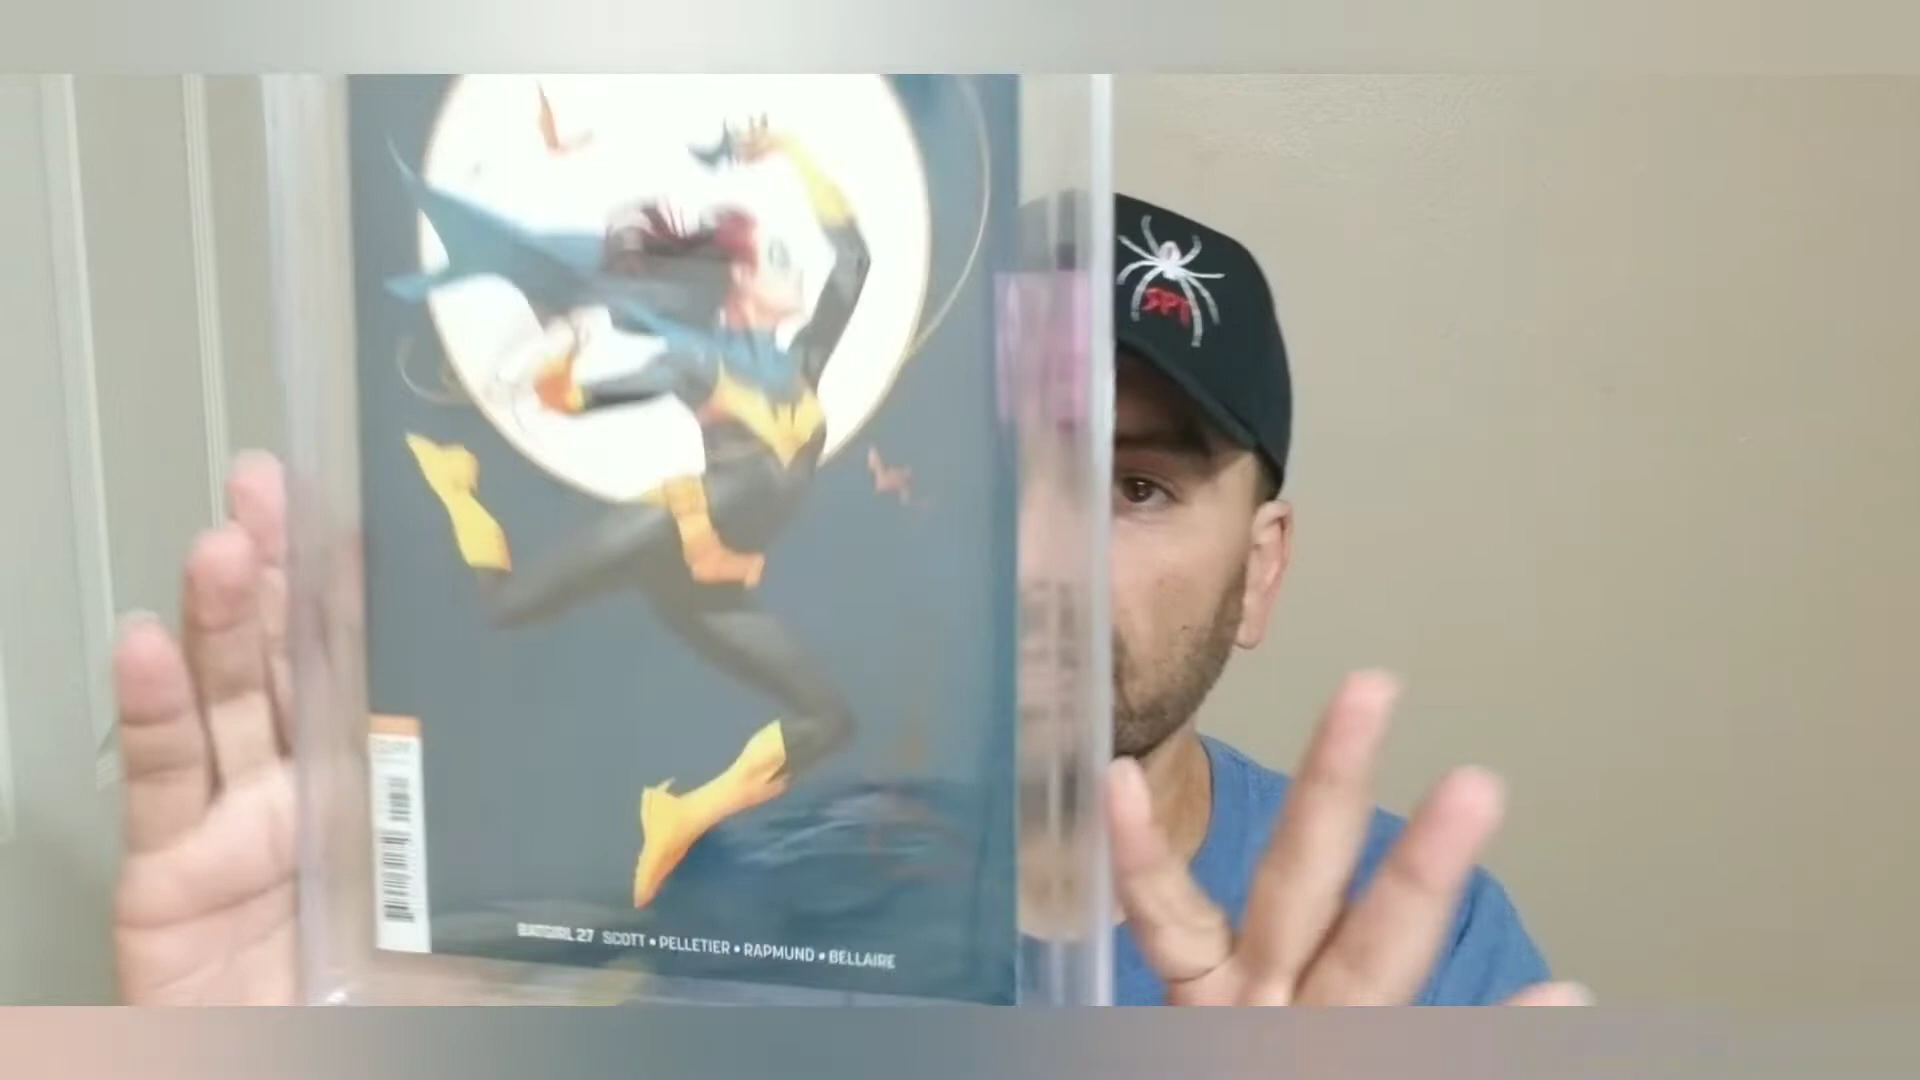 SPT
BATGIRL 27 SCOTT • PELLETIER • RAPMUND • BELLAIRE